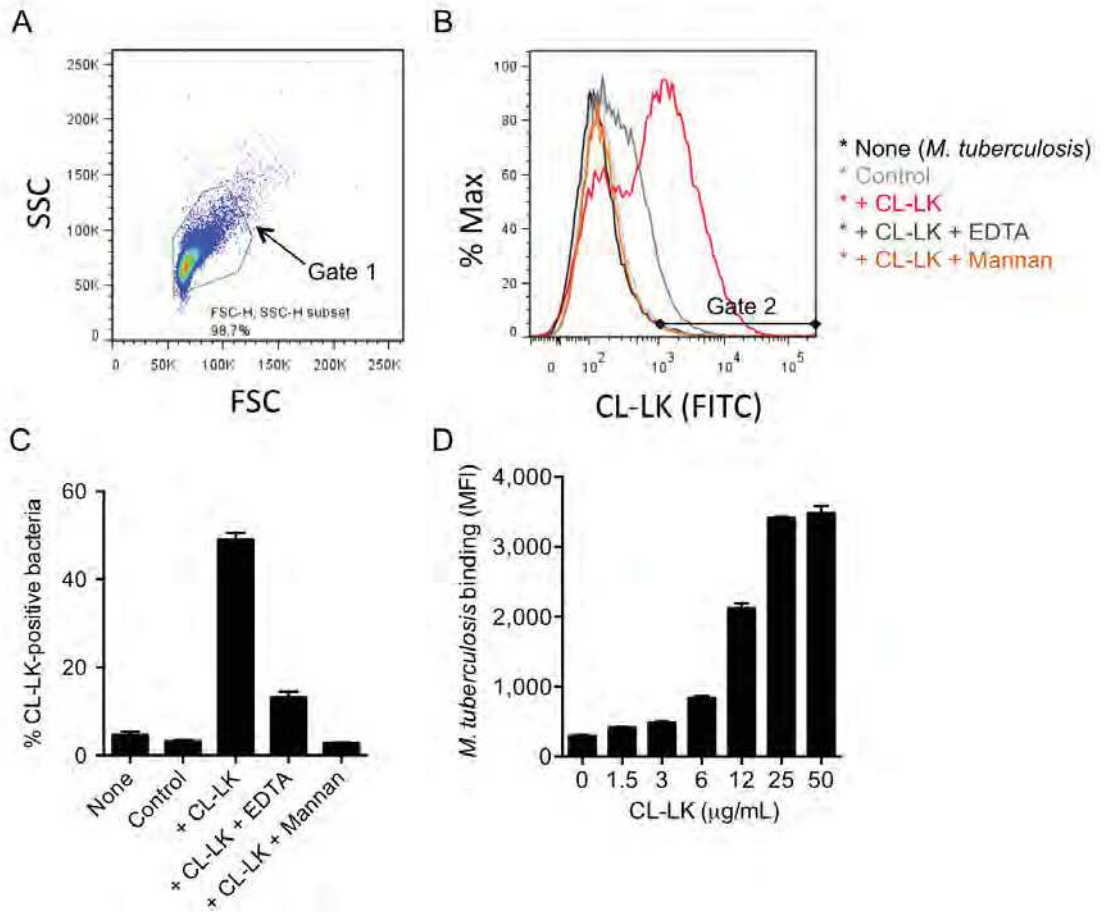 A
SSC
250K
200K
150K
100K
50K
0
Gate 1
FSC-H, SSC-H subset
98.7%
0 50K 100K 150K 200K 250K
FSC
B
% Max
100
80
60
40
20
0
Gate 2
0 10² 10³ 10⁴ 10⁵
CL-LK (FITC)
* None (M. tuberculosis)
* Control
* + CL-LK
* + CL-LK + EDTA
* + CL-LK + Mannan
C
% CL-LK-positive bacteria
60
40
20
0
None
Control
+ CL-LK
+ CL-LK + EDTA
+ CL-LK + Mannan
D
M. tuberculosis binding (MFI)
4,000
3,000
2,000
1,000
0
0 1.5 3 6 12 25 50
CL-LK (μg/mL)